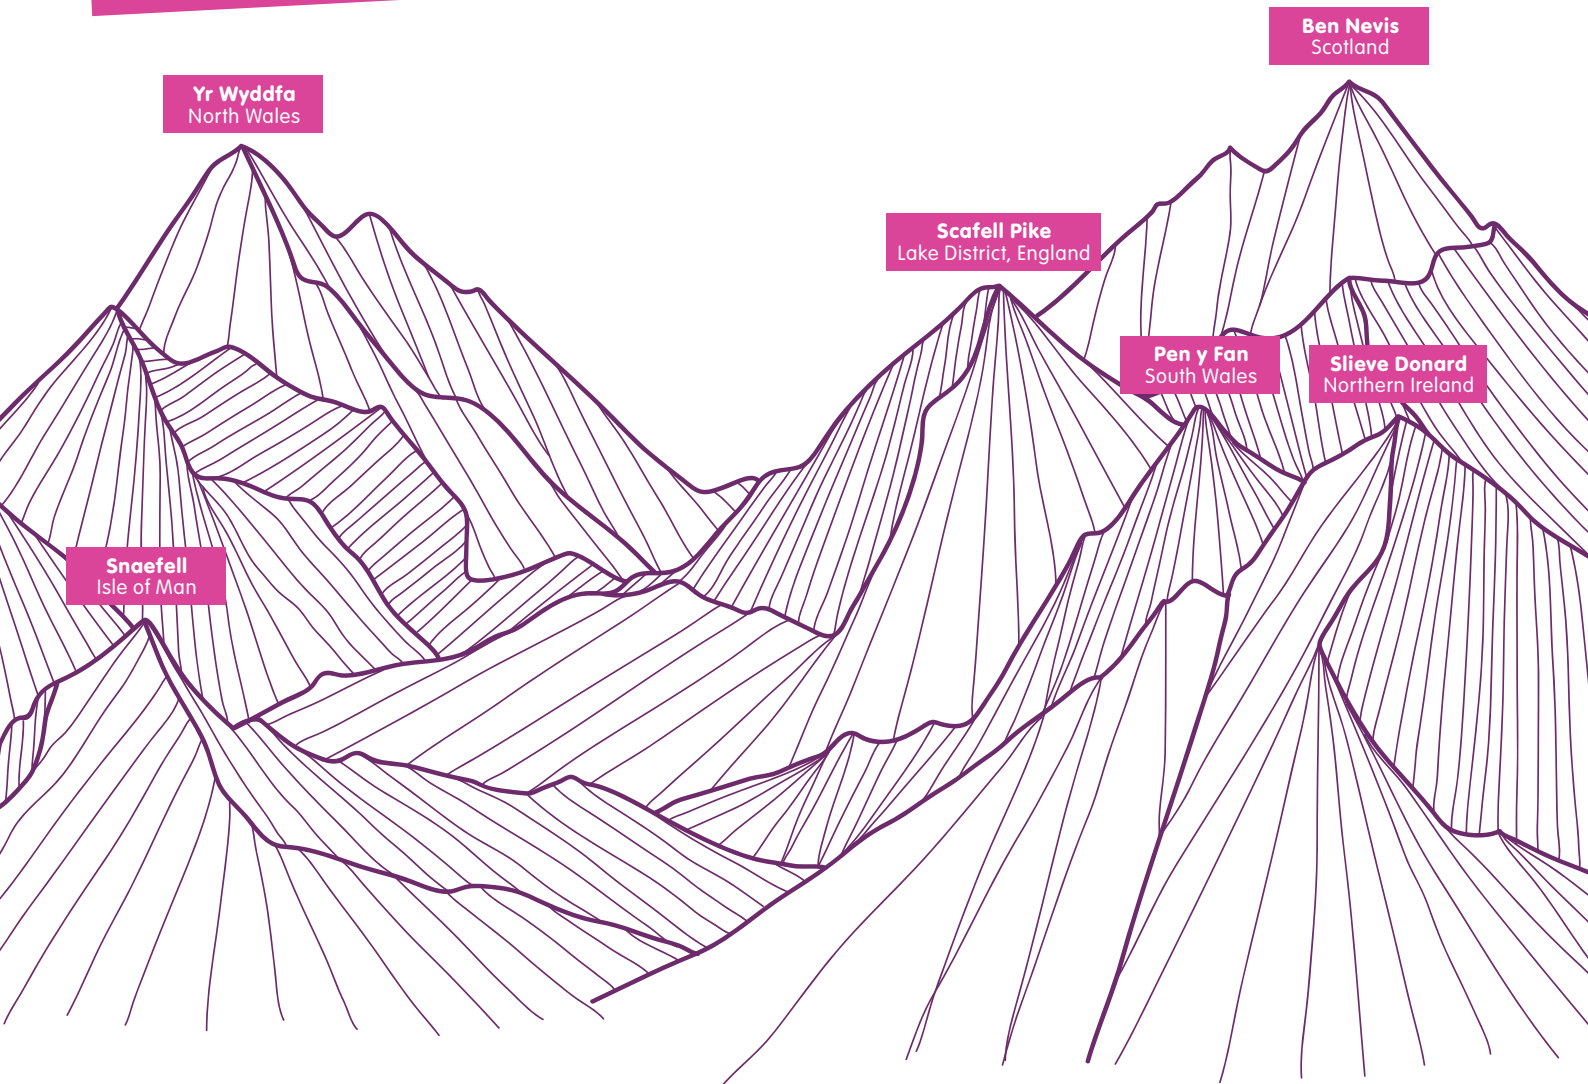 Ben Nevis
Scotland
Yr Wyddfa
North Wales
Scafell Pike
Lake District, England
Pen y Fan
South Wales
Slieve Donard
Northern Ireland
Snaefell
Isle of Man